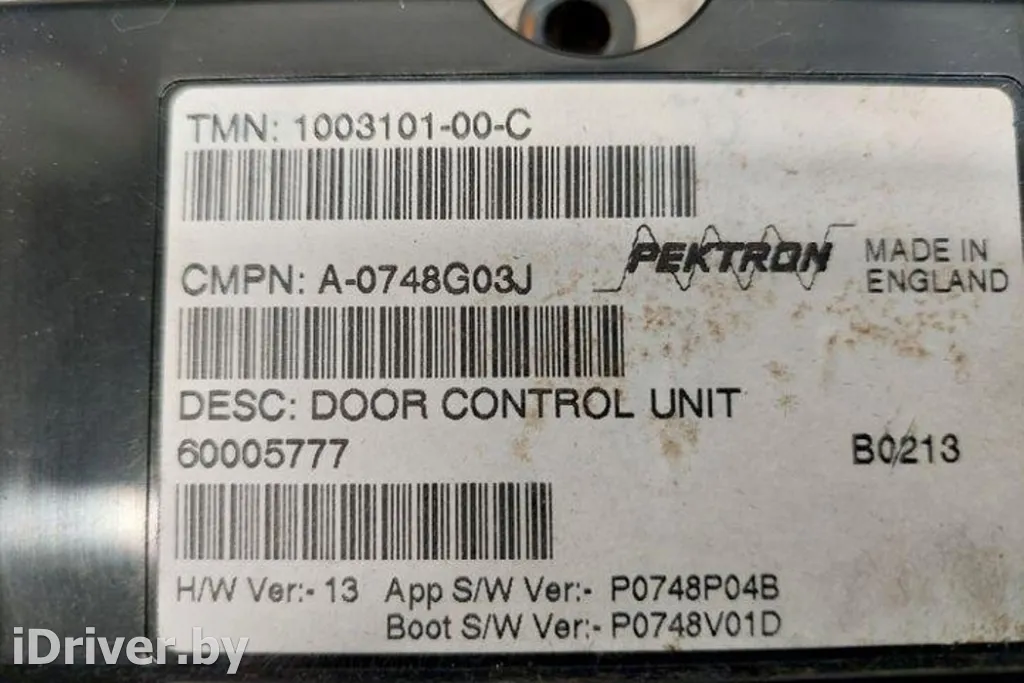 TMN: 1003101-00-C
PEKTRON
MADE IN
ENGLAND
CMPN: A-0748G03J
DESC: DOOR CONTROL UNIT
60005777
B0213
H/W Ver:- 13 App S/W Ver:- P0748P04B
Boot S/W Ver:- P0748V01D
iDriver.by